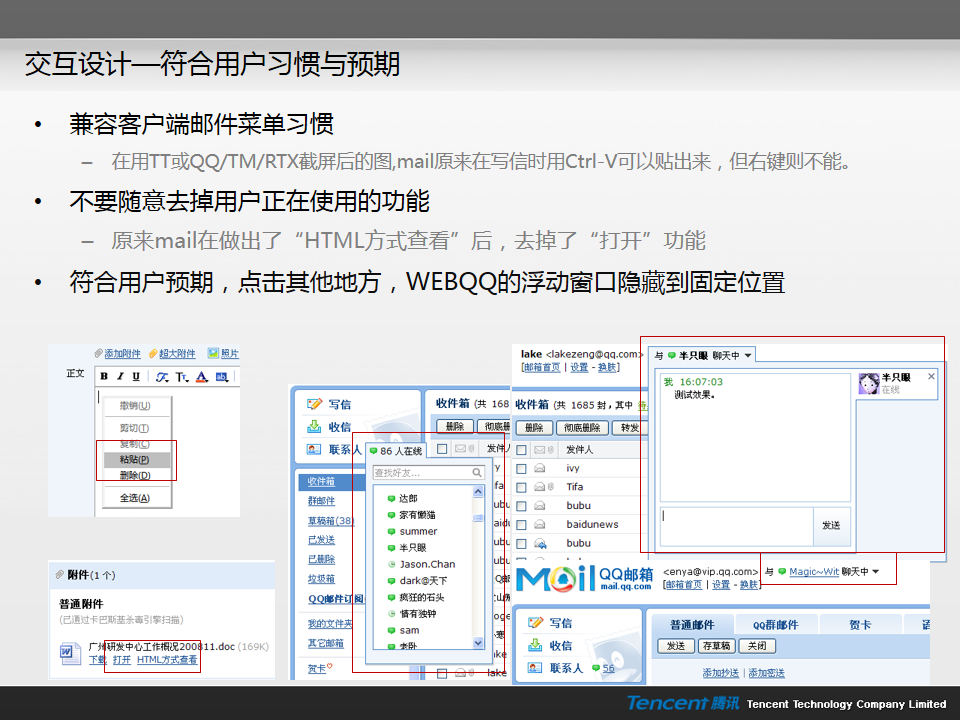 交互设计—符合用户习惯与预期
• 兼容客户端邮件菜单习惯
– 在用TT或QQ/TM/RTX截屏后的图,mail原来在写信时用Ctrl-V可以贴出来，但右键则不能。
• 不要随意去掉用户正在使用的功能
– 原来mail在做出了“HTML方式查看”后，去掉了“打开”功能
• 符合用户预期，点击其他地方，WEBQQ的浮动窗口隐藏到固定位置
添加附件 超大附件 照片
正文
B I U
撤销(U)
剪切(T)
复制(C)
粘贴(P)
删除(D)
全选(A)
附件(1 个)
普通附件
(已通过卡巴斯基杀毒引擎扫描)
广州研发中心工作概况200811.doc (169K)
下载 打开 HTML方式查看
写信
收信
联系人
收件箱
群邮件
草稿箱(38)
已发送
已删除
垃圾箱
QQ邮件订阅
我的文件夹
其它邮箱
贺卡
收件箱 (共 168
删除 彻底删
发件
86 人在线
查找好友...
达郎
家有懒猫
summer
半只眼
Jason.Chan
dark@天下
疯狂的石头
情有独钟
sam
lake
lake <lakezeng@qq.com>
[邮箱首页 | 设置 - 换肤]
收件箱 (共 1685 封, 其中
删除 彻底删除 转发
发件人
ivy
Tifa
bubu
baidunews
bubu
与 半只眼 聊天中
我 16:07:03
测试效果。
半只眼
在线
发送
Mail QQ邮箱
mail.qq.com
<enya@vip.qq.com> 与 Magic~Wit 聊天中
[邮箱首页 | 设置 - 换肤]
写信
收信
联系人 56
普通邮件 QQ群邮件 贺卡
发送 存草稿 关闭
添加抄送 | 添加密送
Tencent 腾讯 Tencent Technology Company Limited